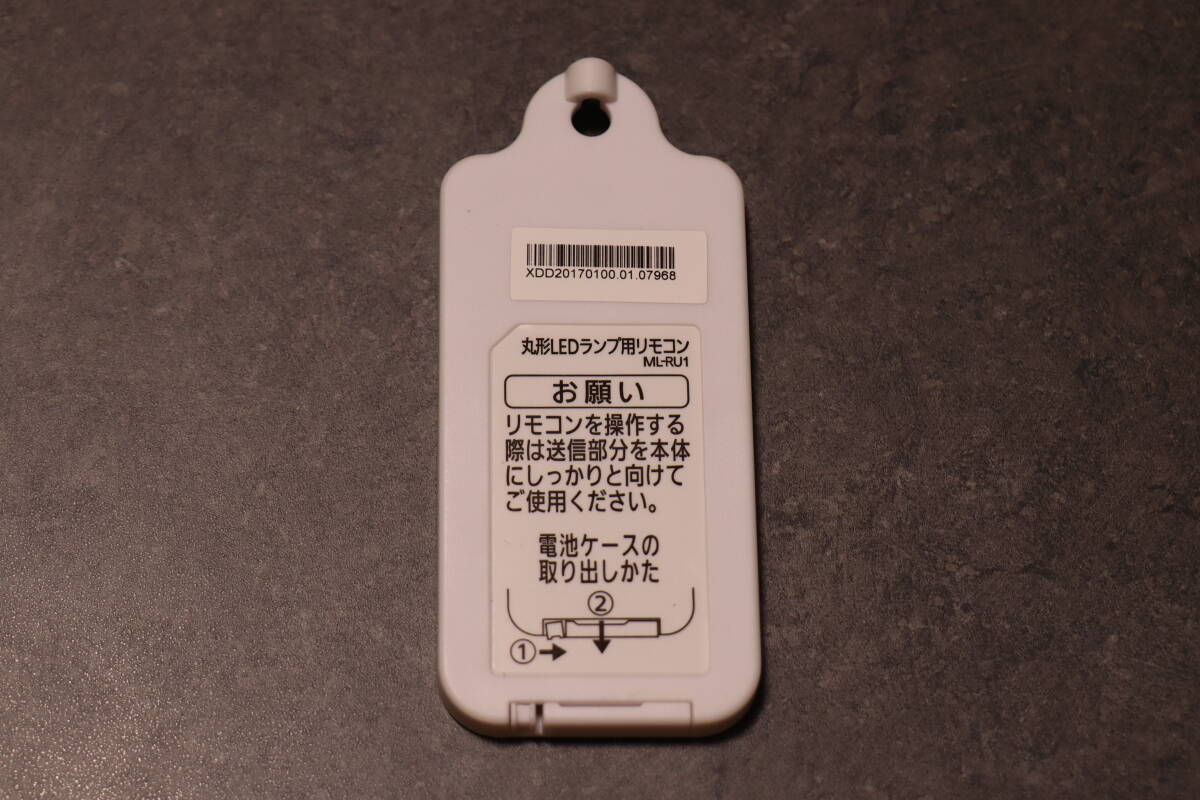 XDD20170100.01.07968
丸形LEDランプ用リモコン
ML-RU1
お願い
リモコンを操作する
際は送信部分を本体
にしっかりと向けて
ご使用ください。
電池ケースの
取り出しかた
②
①